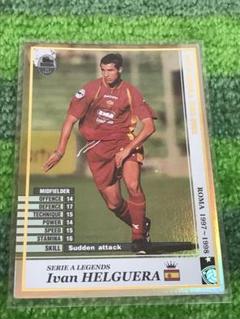 MIDFIELDER
OFFENCE 14
DEFENCE 17
TECHNIQUE 15
POWER 14
SPEED 15
STAMINA 16
SKILL Sudden attack
ROMA 1997~1998
SERIE A LEGENDS
Ivan HELGUERA